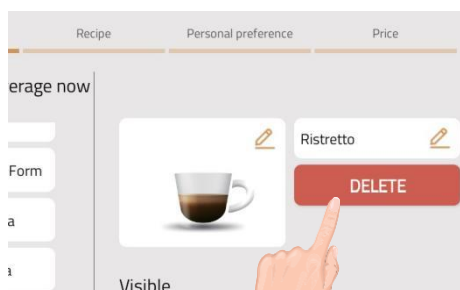 Recipe Personal preference Price
erage now
Ristretto
Form
DELETE
a
a
Visible